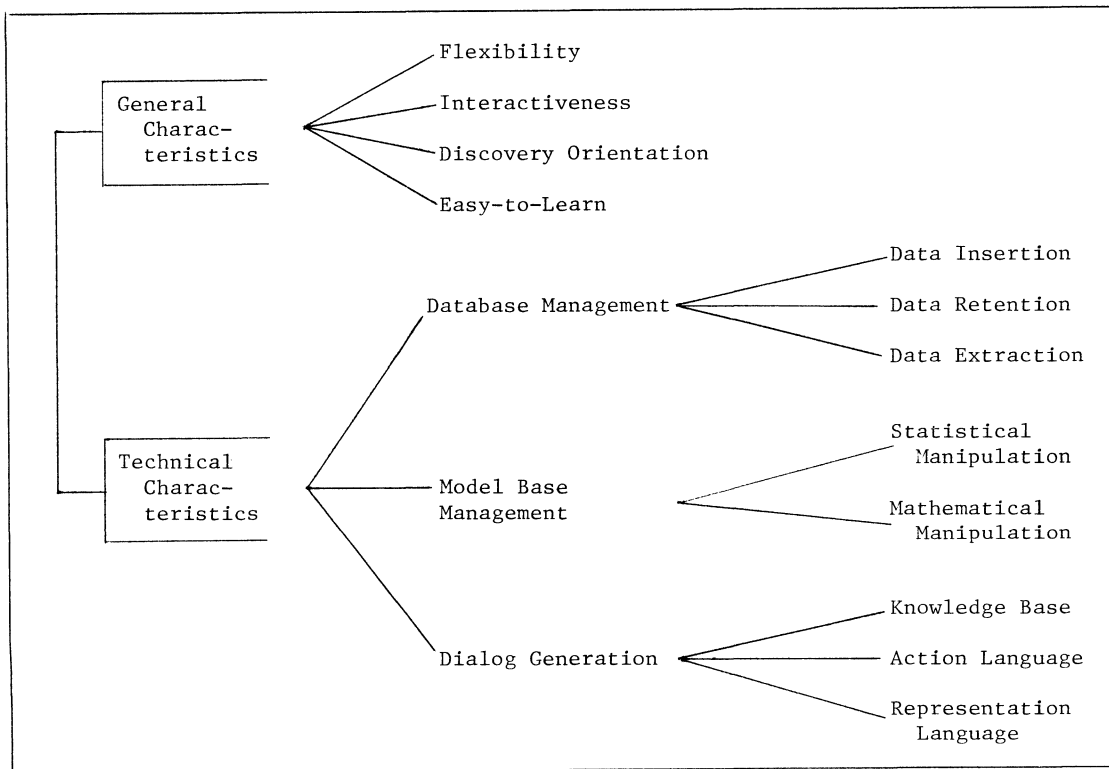 General
Charac-
teristics
Flexibility
Interactiveness
Discovery Orientation
Easy-to-Learn
Technical
Charac-
teristics
Database Management
Data Insertion
Data Retention
Data Extraction
Model Base
Management
Statistical
Manipulation
Mathematical
Manipulation
Dialog Generation
Knowledge Base
Action Language
Representation
Language